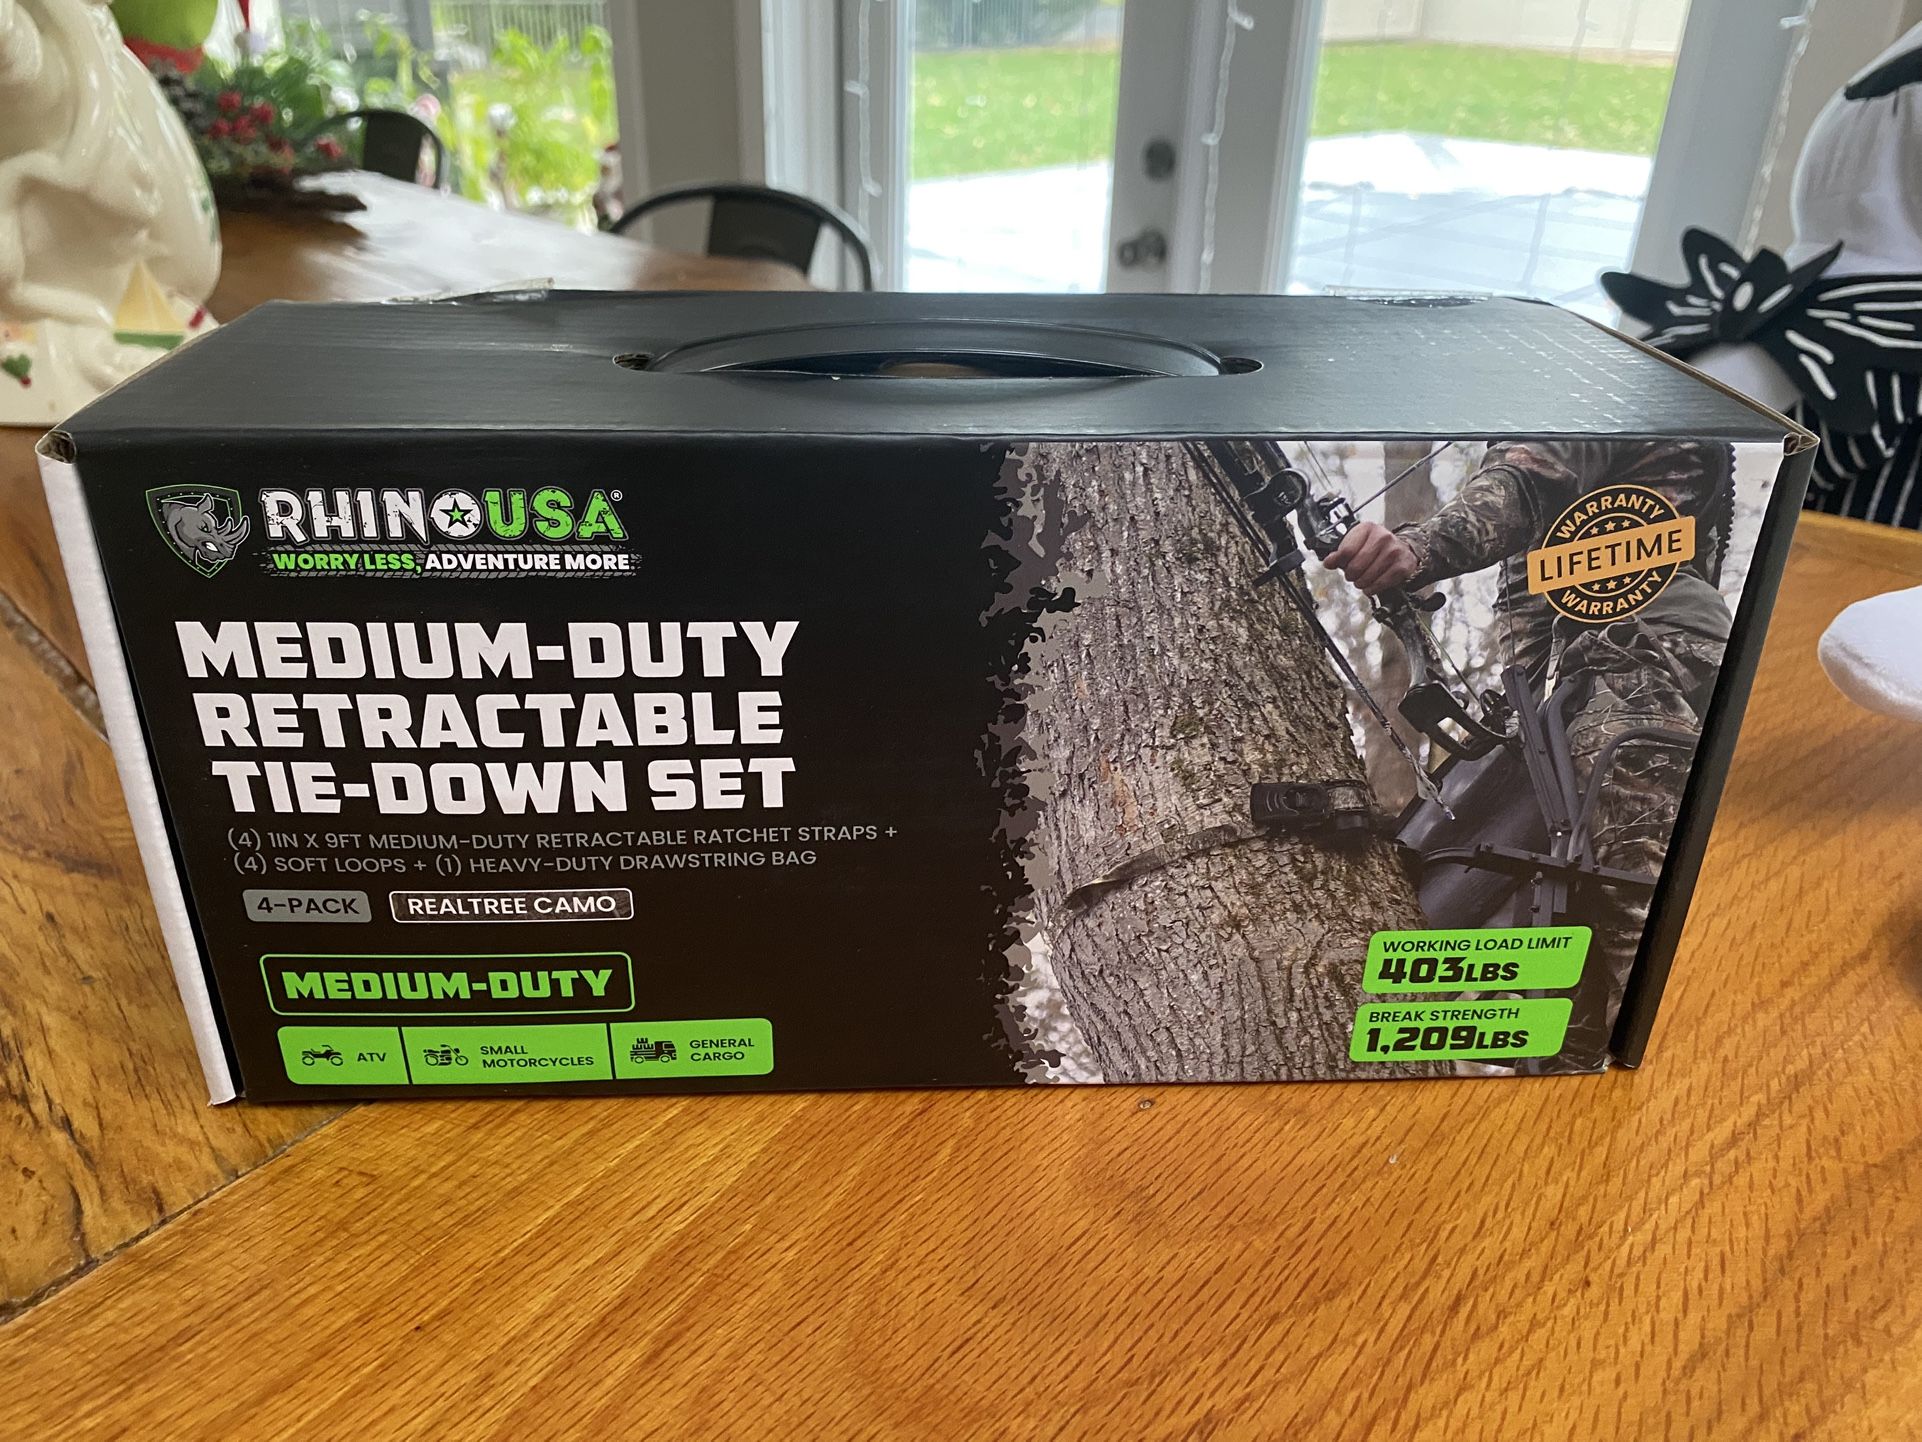 RHINOUSA®
WORRY LESS, ADVENTURE MORE.
MEDIUM-DUTY
RETRACTABLE
TIE-DOWN SET
(4) 1IN X 9FT MEDIUM-DUTY RETRACTABLE RATCHET STRAPS +
(4) SOFT LOOPS + (1) HEAVY-DUTY DRAWSTRING BAG
4-PACK
REALTREE CAMO
MEDIUM-DUTY
ATV
SMALL
MOTORCYCLES
GENERAL
CARGO
WARRANTY
LIFETIME
WARRANTY
WORKING LOAD LIMIT
403LBS
BREAK STRENGTH
1,209LBS